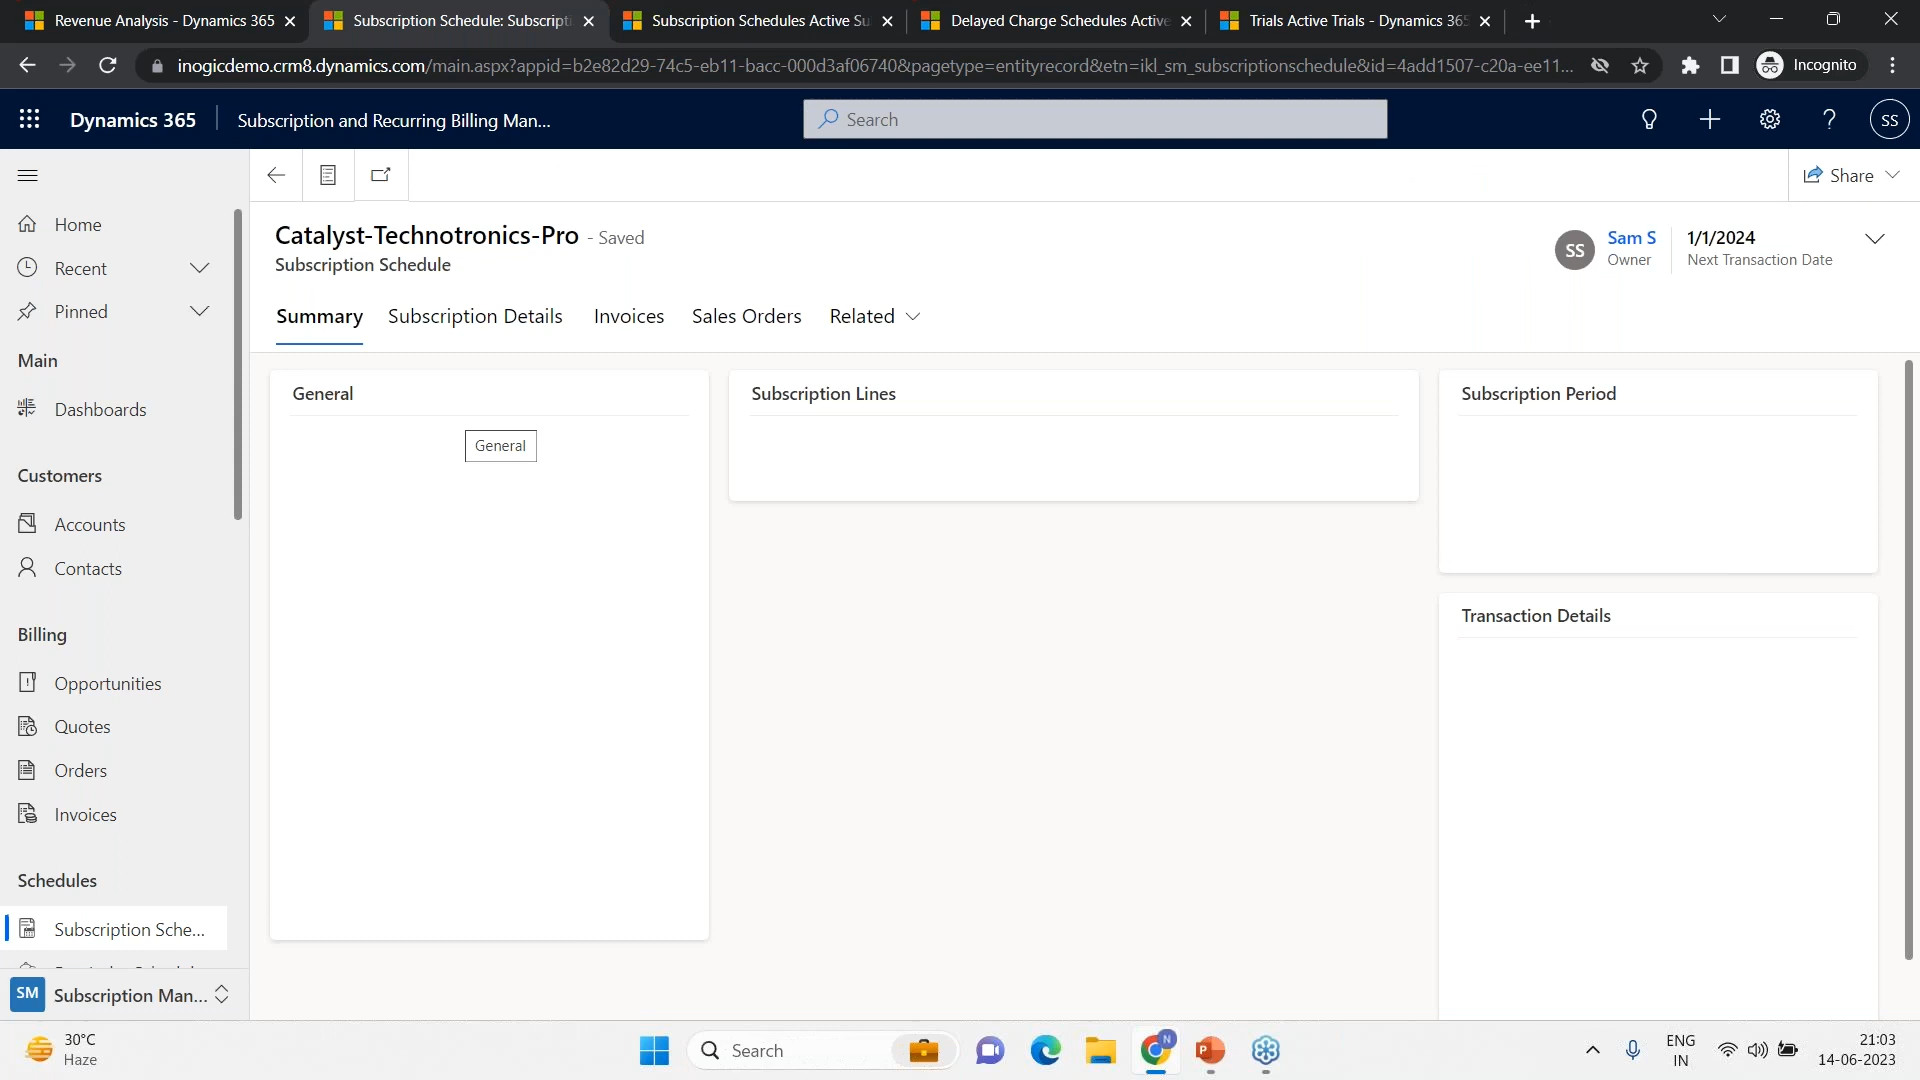 Revenue Analysis - Dynamics 365
Subscription Schedule: Subscripti
Subscription Schedules Active Su
Delayed Charge Schedules Active
Trials Active Trials - Dynamics 365
inogicdemo.crm8.dynamics.com/main.aspx?appid=b2e82d29-74c5-eb11-bacc-000d3af06740&pagetype=entityrecord&etn=ikl_sm_subscriptionschedule&id=4add1507-c20a-ee11...
Incognito
Dynamics 365
Subscription and Recurring Billing Man...
Search
SS
Share
Home
Recent
Pinned
Main
Dashboards
Customers
Accounts
Contacts
Billing
Opportunities
Quotes
Orders
Invoices
Schedules
Subscription Sche...
SM
Subscription Man...
Catalyst-Technotronics-Pro - Saved
Subscription Schedule
SS
Sam S
Owner
1/1/2024
Next Transaction Date
Summary
Subscription Details
Invoices
Sales Orders
Related
General
General
Subscription Lines
Subscription Period
Transaction Details
30°C
Haze
Search
N
P
ENG
IN
21:03
14-06-2023